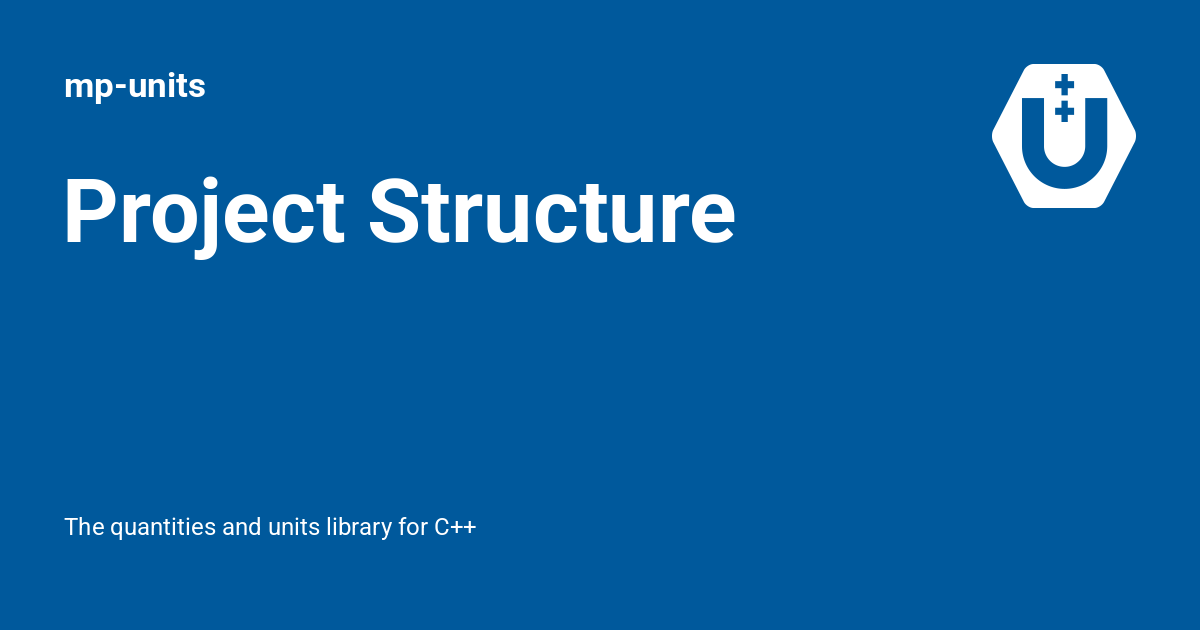 mp-units
Project Structure
The quantities and units library for C++